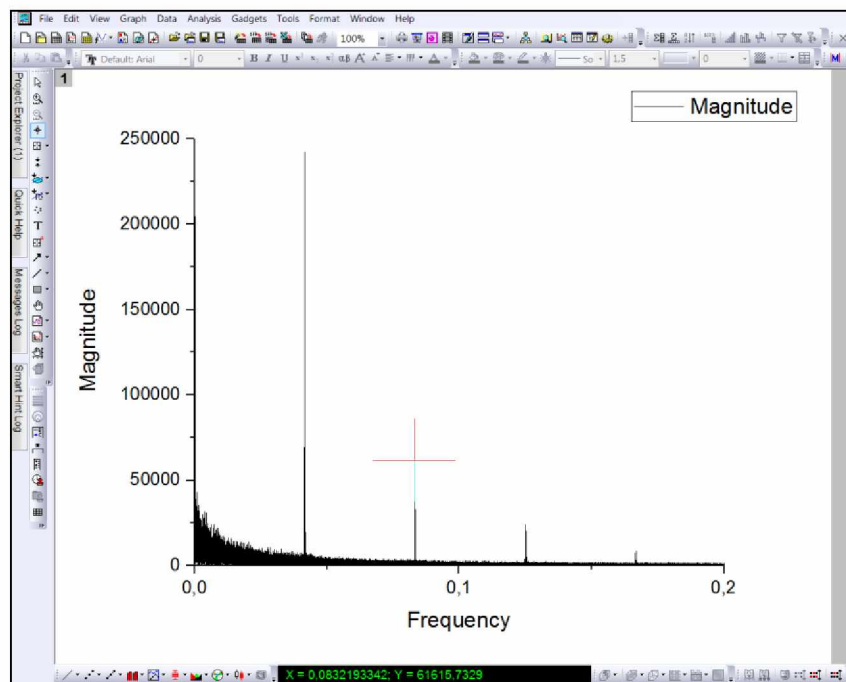 File Edit View Graph Data Analysis Gadgets Tools Format Window Help
100%
Default: Arial 0 B I U αβ A A So 1.5 0 M
Project Explorer (1)
Quick Help
Messages Log
Smart Hint Log
1
T
Magnitude
250000
200000
150000
100000
50000
0
Magnitude
0,0 0,1 0,2
Frequency
X = 0.0832193342; Y = 61615.7329